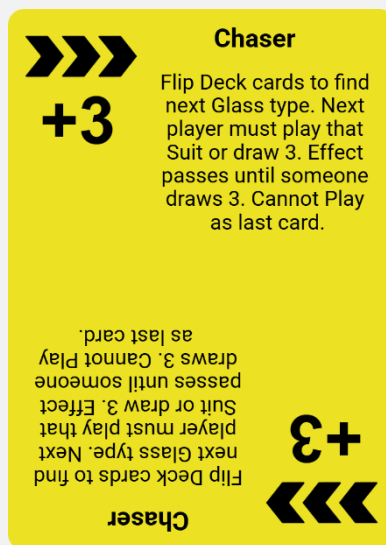 Chaser
+3
Flip Deck cards to find
next Glass type. Next
player must play that
Suit or draw 3. Effect
passes until someone
draws 3. Cannot Play
as last card.
Chaser
+3
Flip Deck cards to find
next Glass type. Next
player must play that
Suit or draw 3. Effect
passes until someone
draws 3. Cannot Play
as last card.